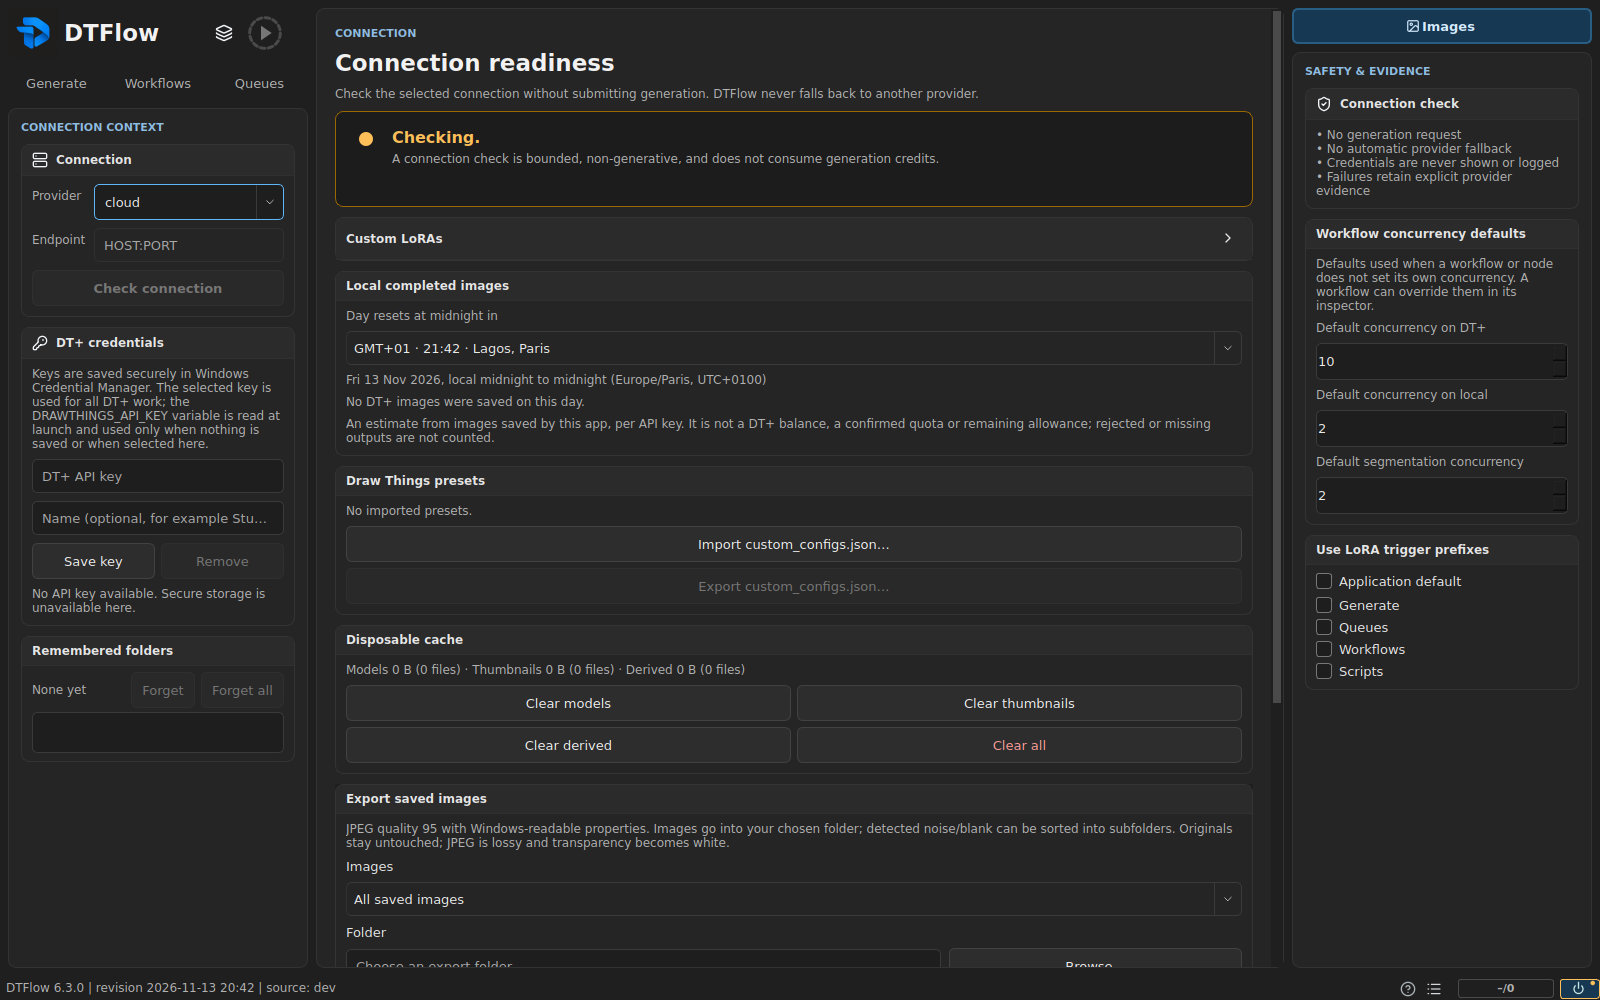 DTFlow
Generate
Workflows
Queues
CONNECTION CONTEXT
Connection
Provider
cloud
Endpoint
HOST:PORT
Check connection
DT+ credentials
Keys are saved securely in Windows
Credential Manager. The selected key is
used for all DT+ work; the
DRAWTHINGS_API_KEY variable is read at
launch and used only when nothing is
saved or when selected here.
DT+ API key
Name (optional, for example Stu...
Save key
Remove
No API key available. Secure storage is
unavailable here.
Remembered folders
None yet
Forget
Forget all
CONNECTION
Connection readiness
Check the selected connection without submitting generation. DTFlow never falls back to another provider.
Checking.
A connection check is bounded, non-generative, and does not consume generation credits.
Custom LoRAs
Local completed images
Day resets at midnight in
GMT+01 · 21:42 · Lagos, Paris
Fri 13 Nov 2026, local midnight to midnight (Europe/Paris, UTC+0100)
No DT+ images were saved on this day.
An estimate from images saved by this app, per API key. It is not a DT+ balance, a confirmed quota or remaining allowance; rejected or missing
outputs are not counted.
Draw Things presets
No imported presets.
Import custom_configs.json...
Export custom_configs.json...
Disposable cache
Models 0 B (0 files) · Thumbnails 0 B (0 files) · Derived 0 B (0 files)
Clear models
Clear thumbnails
Clear derived
Clear all
Export saved images
JPEG quality 95 with Windows-readable properties. Images go into your chosen folder; detected noise/blank can be sorted into subfolders. Originals
stay untouched; JPEG is lossy and transparency becomes white.
Images
All saved images
Folder
Choose an export folder
Browse
Images
SAFETY & EVIDENCE
Connection check
• No generation request
• No automatic provider fallback
• Credentials are never shown or logged
• Failures retain explicit provider
evidence
Workflow concurrency defaults
Defaults used when a workflow or node
does not set its own concurrency. A
workflow can override them in its
inspector.
Default concurrency on DT+
10
Default concurrency on local
2
Default segmentation concurrency
2
Use LoRA trigger prefixes
Application default
Generate
Queues
Workflows
Scripts
DTFlow 6.3.0 | revision 2026-11-13 20:42 | source: dev
–/0